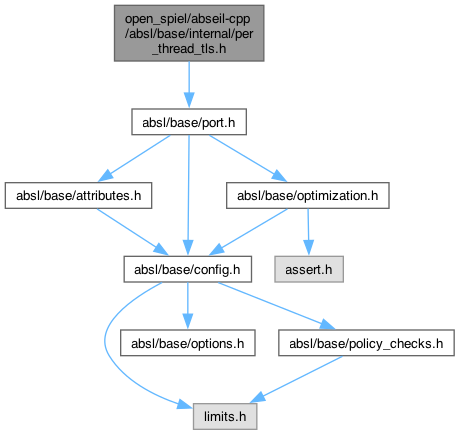 open_spiel/abseil-cpp
/absl/base/internal/per
_thread_tls.h
absl/base/port.h
absl/base/attributes.h
absl/base/optimization.h
absl/base/config.h
assert.h
absl/base/options.h
absl/base/policy_checks.h
limits.h